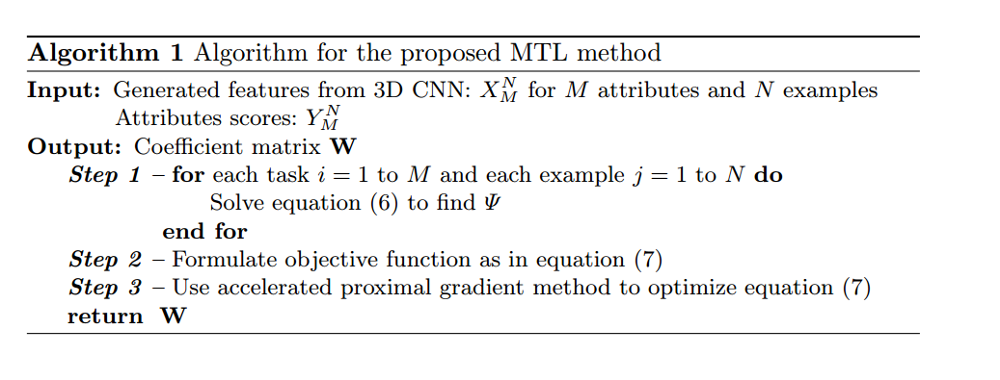 Algorithm 1 Algorithm for the proposed MTL method
Input: Generated features from 3D CNN: $X_M^N$ for $M$ attributes and $N$ examples
Attributes scores: $Y_M^N$
Output: Coefficient matrix W
Step 1 – for each task $i = 1$ to $M$ and each example $j = 1$ to $N$ do
Solve equation (6) to find $\Psi$
end for
Step 2 – Formulate objective function as in equation (7)
Step 3 – Use accelerated proximal gradient method to optimize equation (7)
return W